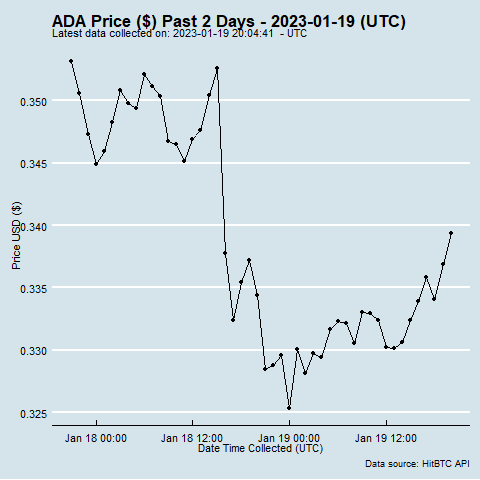 ADA Price ($) Past 2 Days - 2023-01-19 (UTC)
Latest data collected on: 2023-01-19 20:04:41 - UTC
Price USD ($)
0.350
0.345
0.340
0.335
0.330
0.325
Jan 18 00:00 Jan 18 12:00 Jan 19 00:00 Jan 19 12:00
Date Time Collected (UTC)
Data source: HitBTC API